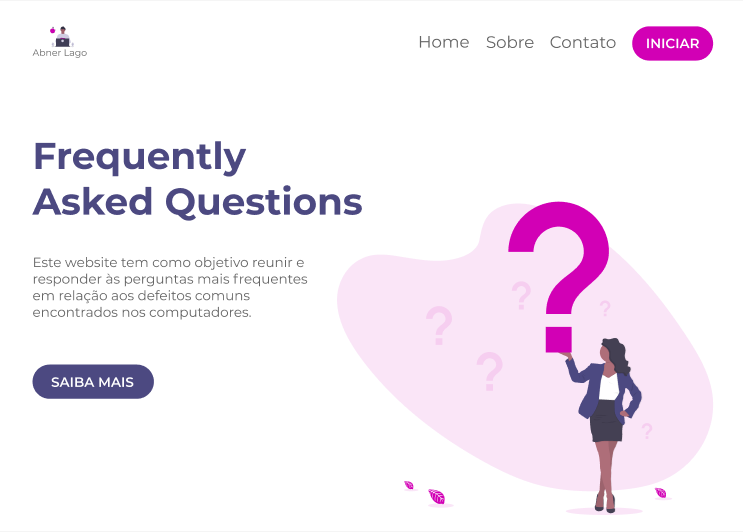 Abner Lago
Home Sobre Contato INICIAR
Frequently
Asked Questions
Este website tem como objetivo reunir e
responder às perguntas mais frequentes
em relação aos defeitos comuns
encontrados nos computadores.
SAIBA MAIS
?
?
?
?
?
?